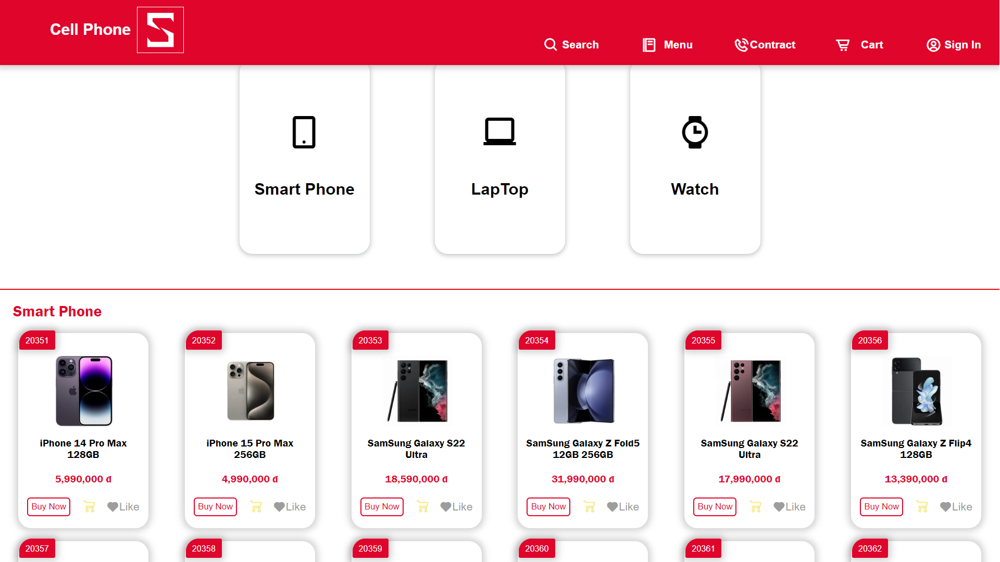 Cell Phone
Search
Menu
Contract
Cart
Sign In
Smart Phone
LapTop
Watch
Smart Phone
20351
20352
20353
20354
20355
20356
iPhone 14 Pro Max
128GB
iPhone 15 Pro Max
256GB
SamSung Galaxy S22
Ultra
SamSung Galaxy Z Fold5
12GB 256GB
SamSung Galaxy S22
Ultra
SamSung Galaxy Z Flip4
128GB
5,990,000 đ
4,990,000 đ
18,590,000 đ
31,990,000 đ
17,990,000 đ
13,390,000 đ
Buy Now
Like
Buy Now
Like
Buy Now
Like
Buy Now
Like
Buy Now
Like
Buy Now
Like
20357
20358
20359
20360
20361
20362